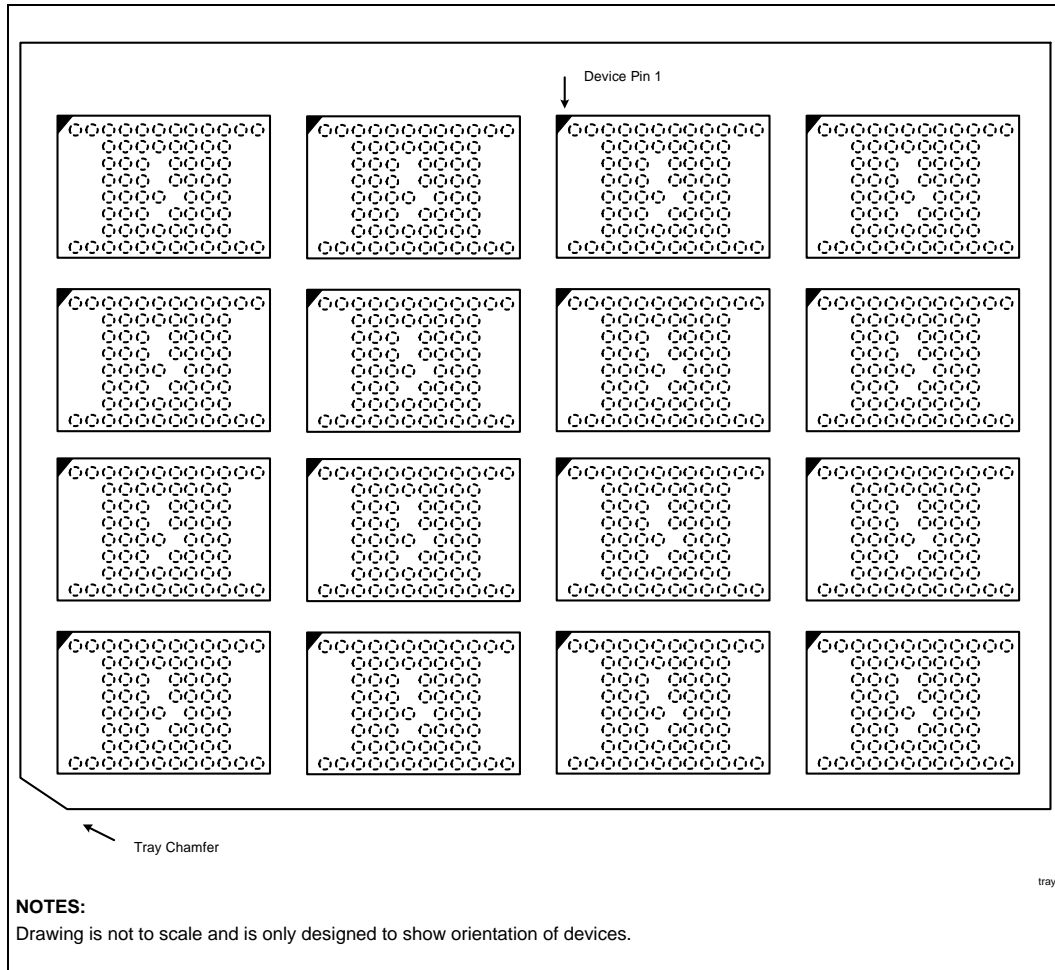 Device Pin 1
Tray Chamfer
tray
NOTES:
Drawing is not to scale and is only designed to show orientation of devices.